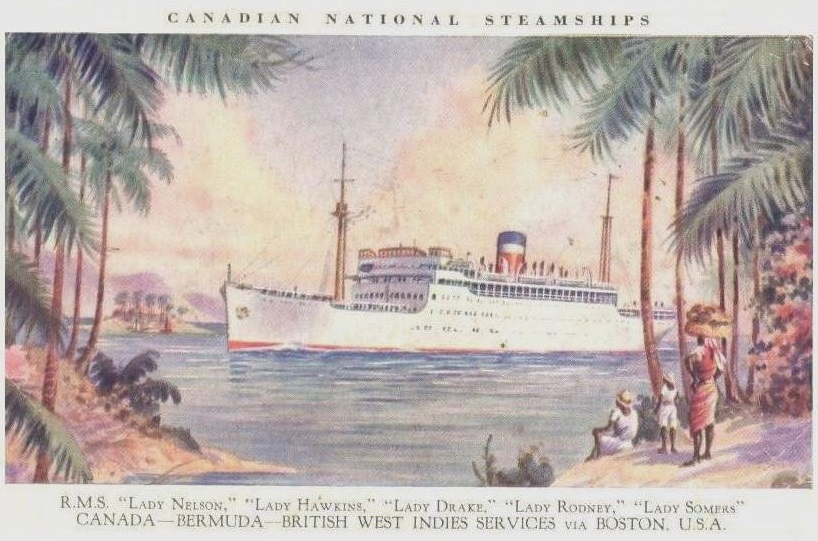 CANADIAN NATIONAL STEAMSHIPS
R.M.S. "LADY NELSON," "LADY HAWKINS," "LADY DRAKE," "LADY RODNEY," "LADY SOMERS"
CANADA—BERMUDA—BRITISH WEST INDIES SERVICES VIA BOSTON, U.S.A.